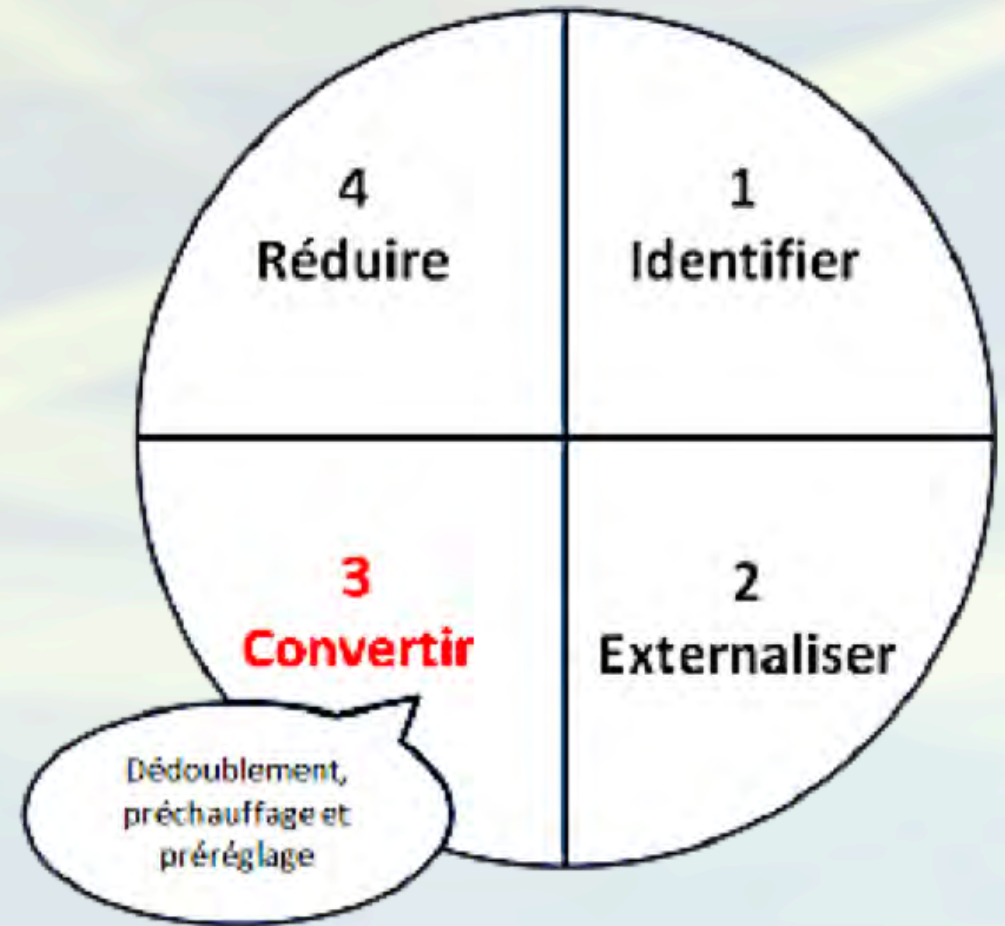 4
Réduire
1
Identifier
3
Convertir
2
Externaliser
Dédoublement,
préchauffage et
préréglage